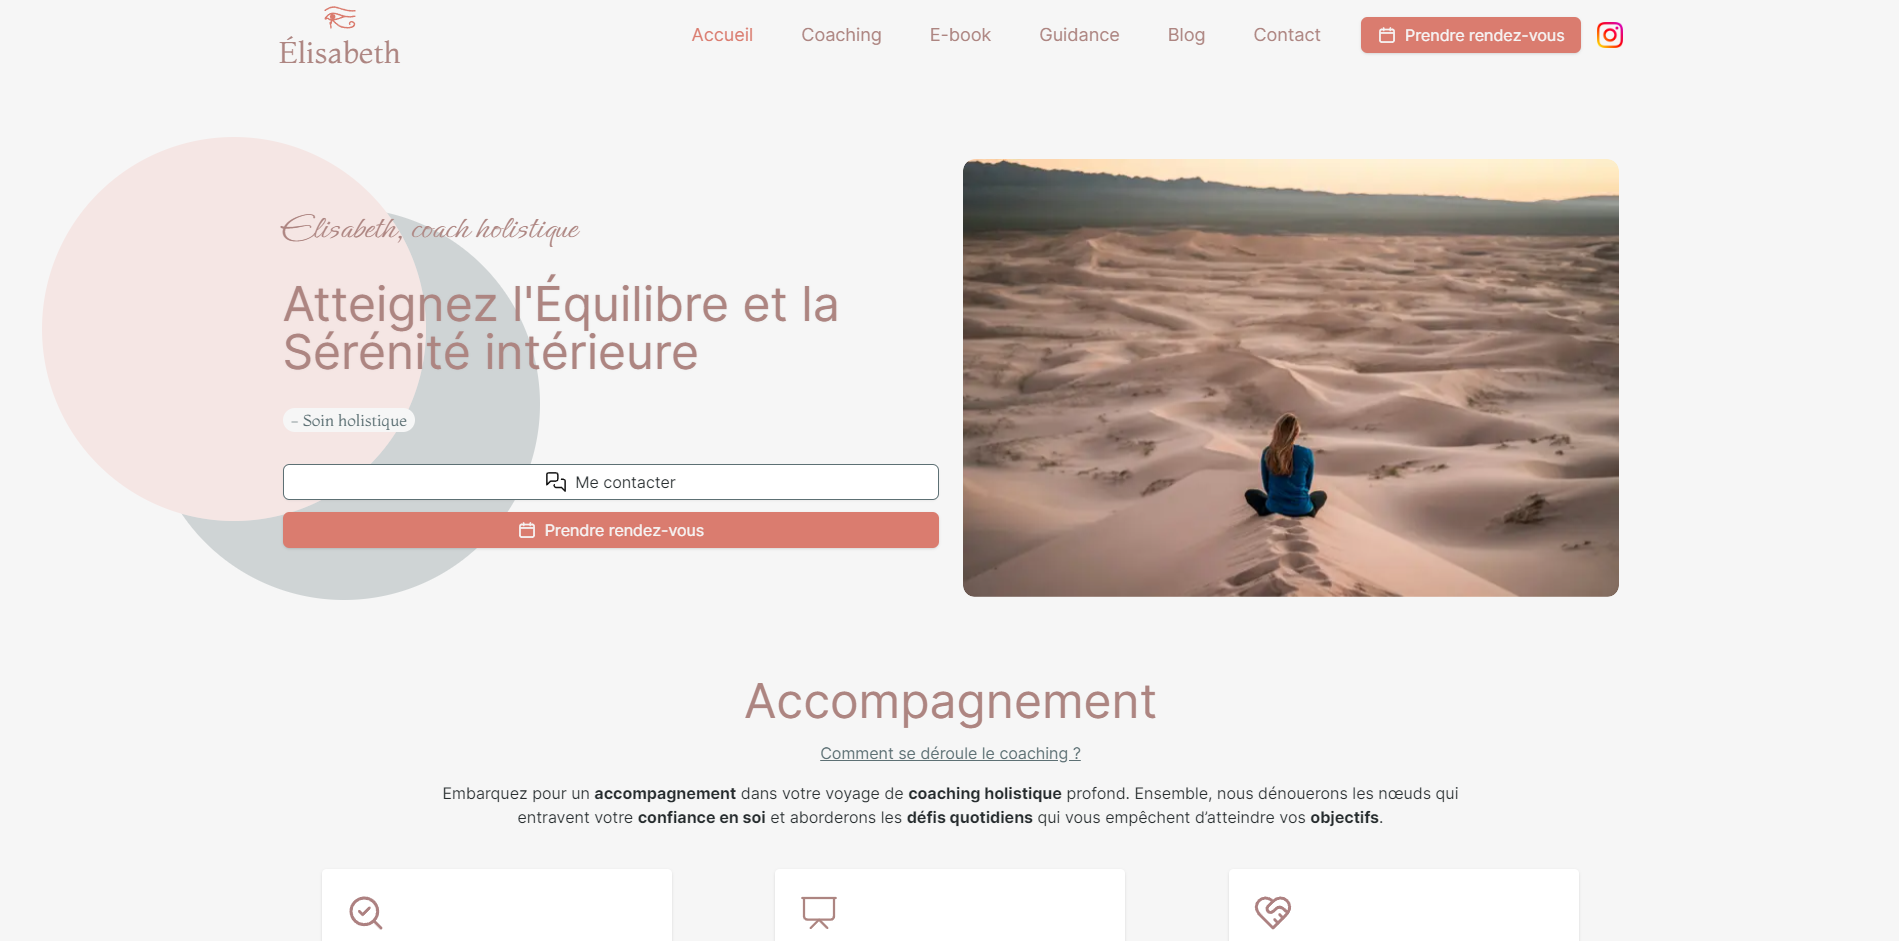 Élisabeth
Accueil Coaching E-book Guidance Blog Contact Prendre rendez-vous
Elisabeth, coach holistique
Atteignez l'Équilibre et la
Sérénité intérieure
- Soin holistique
Me contacter
Prendre rendez-vous
Accompagnement
Comment se déroule le coaching ?
Embarquez pour un accompagnement dans votre voyage de coaching holistique profond. Ensemble, nous dénouerons les nœuds qui
entravent votre confiance en soi et aborderons les défis quotidiens qui vous empêchent d’atteindre vos objectifs.